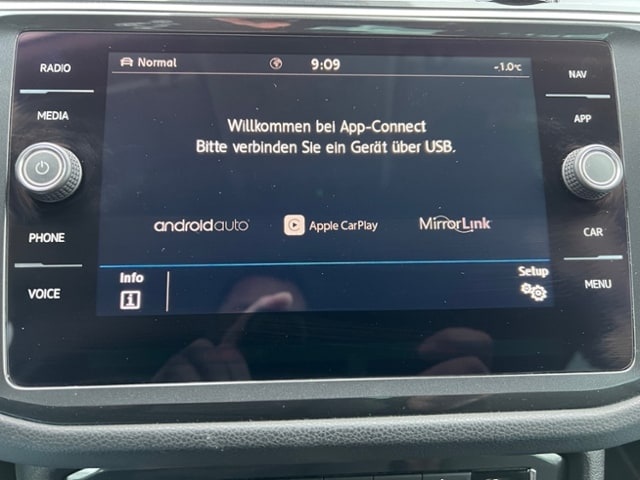 RADIO
MEDIA
PHONE
VOICE
Normal 9:09 -1.0°C
Willkommen bei App-Connect
Bitte verbinden Sie ein Gerät über USB.
androidauto Apple CarPlay MirrorLink
Info Setup
i
NAV
APP
CAR
MENU